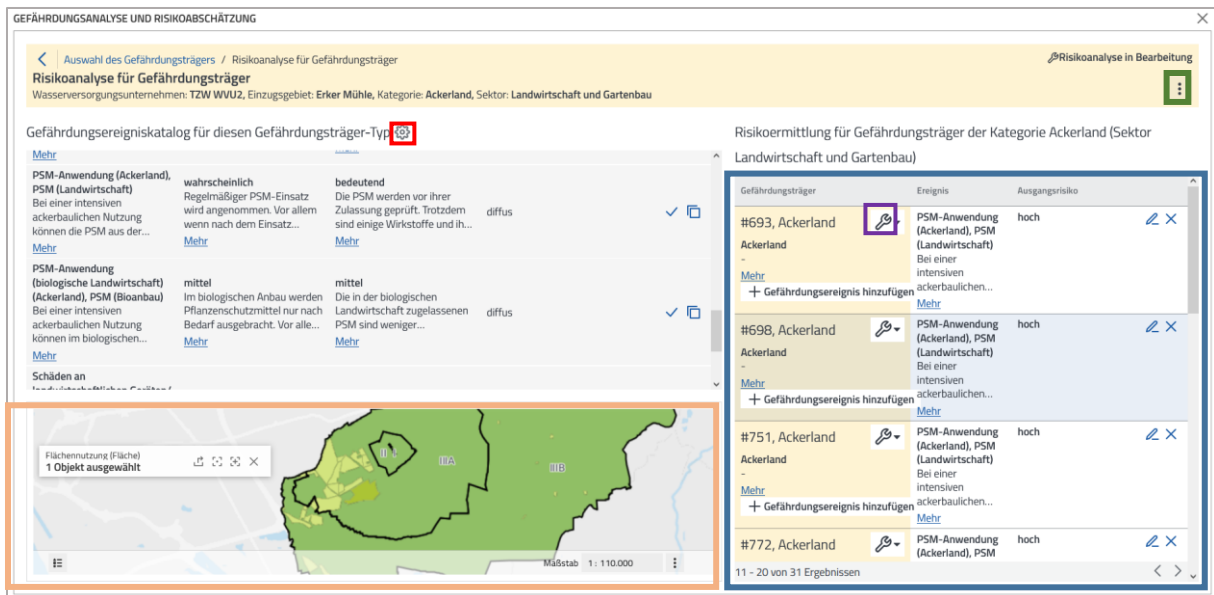 GEFÄHRDUNGSANALYSE UND RISIKOABSCHÄTZUNG
Auswahl des Gefährdungsträgers / Risikoanalyse für Gefährdungsträger
Risikoanalyse in Bearbeitung
Risikoanalyse für Gefährdungsträger
Wasserversorgungsunternehmen: TZW WVU2, Einzugsgebiet: Erker Mühle, Kategorie: Ackerland, Sektor: Landwirtschaft und Gartenbau
Gefährdungsereigniskatalog für diesen Gefährdungsträger-Typ
Mehr
PSM-Anwendung (Ackerland),
PSM (Landwirtschaft)
Bei einer intensiven
ackerbaulichen Nutzung
können die PSM aus der...
Mehr
wahrscheinlich
Regelmäßiger PSM-Einsatz
wird angenommen. Vor allem
wenn nach dem Einsatz...
Mehr
bedeutend
Die PSM werden vor ihrer
Zulassung geprüft. Trotzdem
sind einige Wirkstoffe und ih...
Mehr
diffus
PSM-Anwendung
(biologische Landwirtschaft)
(Ackerland), PSM (Bioanbau)
Bei einer intensiven
ackerbaulichen Nutzung
können im biologischen...
Mehr
mittel
Im biologischen Anbau werden
Pflanzenschutzmittel nur nach
Bedarf ausgebracht. Vor alle...
Mehr
mittel
Die in der biologischen
Landwirtschaft zugelassenen
PSM sind weniger...
Mehr
diffus
Schäden an
Flächennutzung (Fläche)
1 Objekt ausgewählt
II
IIIA
IIIB
Maßstab 1 : 110.000
Risikoermittlung für Gefährdungsträger der Kategorie Ackerland (Sektor
Landwirtschaft und Gartenbau)
Gefährdungsträger Ereignis Ausgangsrisiko
#693, Ackerland
Ackerland
-
Mehr
+ Gefährdungsereignis hinzufügen
PSM-Anwendung
(Ackerland), PSM
(Landwirtschaft)
Bei einer
intensiven
ackerbaulichen...
Mehr
hoch
#698, Ackerland
Ackerland
-
Mehr
+ Gefährdungsereignis hinzufügen
PSM-Anwendung
(Ackerland), PSM
(Landwirtschaft)
Bei einer
intensiven
ackerbaulichen...
Mehr
hoch
#751, Ackerland
Ackerland
-
Mehr
+ Gefährdungsereignis hinzufügen
PSM-Anwendung
(Ackerland), PSM
(Landwirtschaft)
Bei einer
intensiven
ackerbaulichen...
Mehr
hoch
#772, Ackerland
PSM-Anwendung
(Ackerland), PSM
hoch
11 - 20 von 31 Ergebnissen